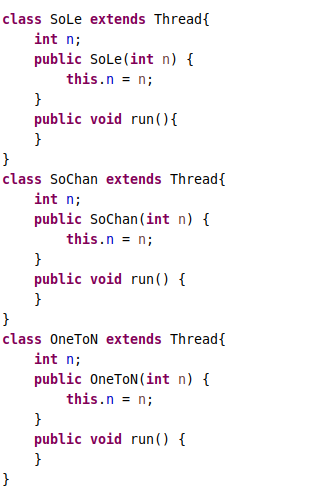 class SoLe extends Thread{
    int n;
    public SoLe(int n) {
        this.n = n;
    }
    public void run(){
    }
}
class SoChan extends Thread{
    int n;
    public SoChan(int n) {
        this.n = n;
    }
    public void run() {
    }
}
class OneToN extends Thread{
    int n;
    public OneToN(int n) {
        this.n = n;
    }
    public void run() {
    }
}